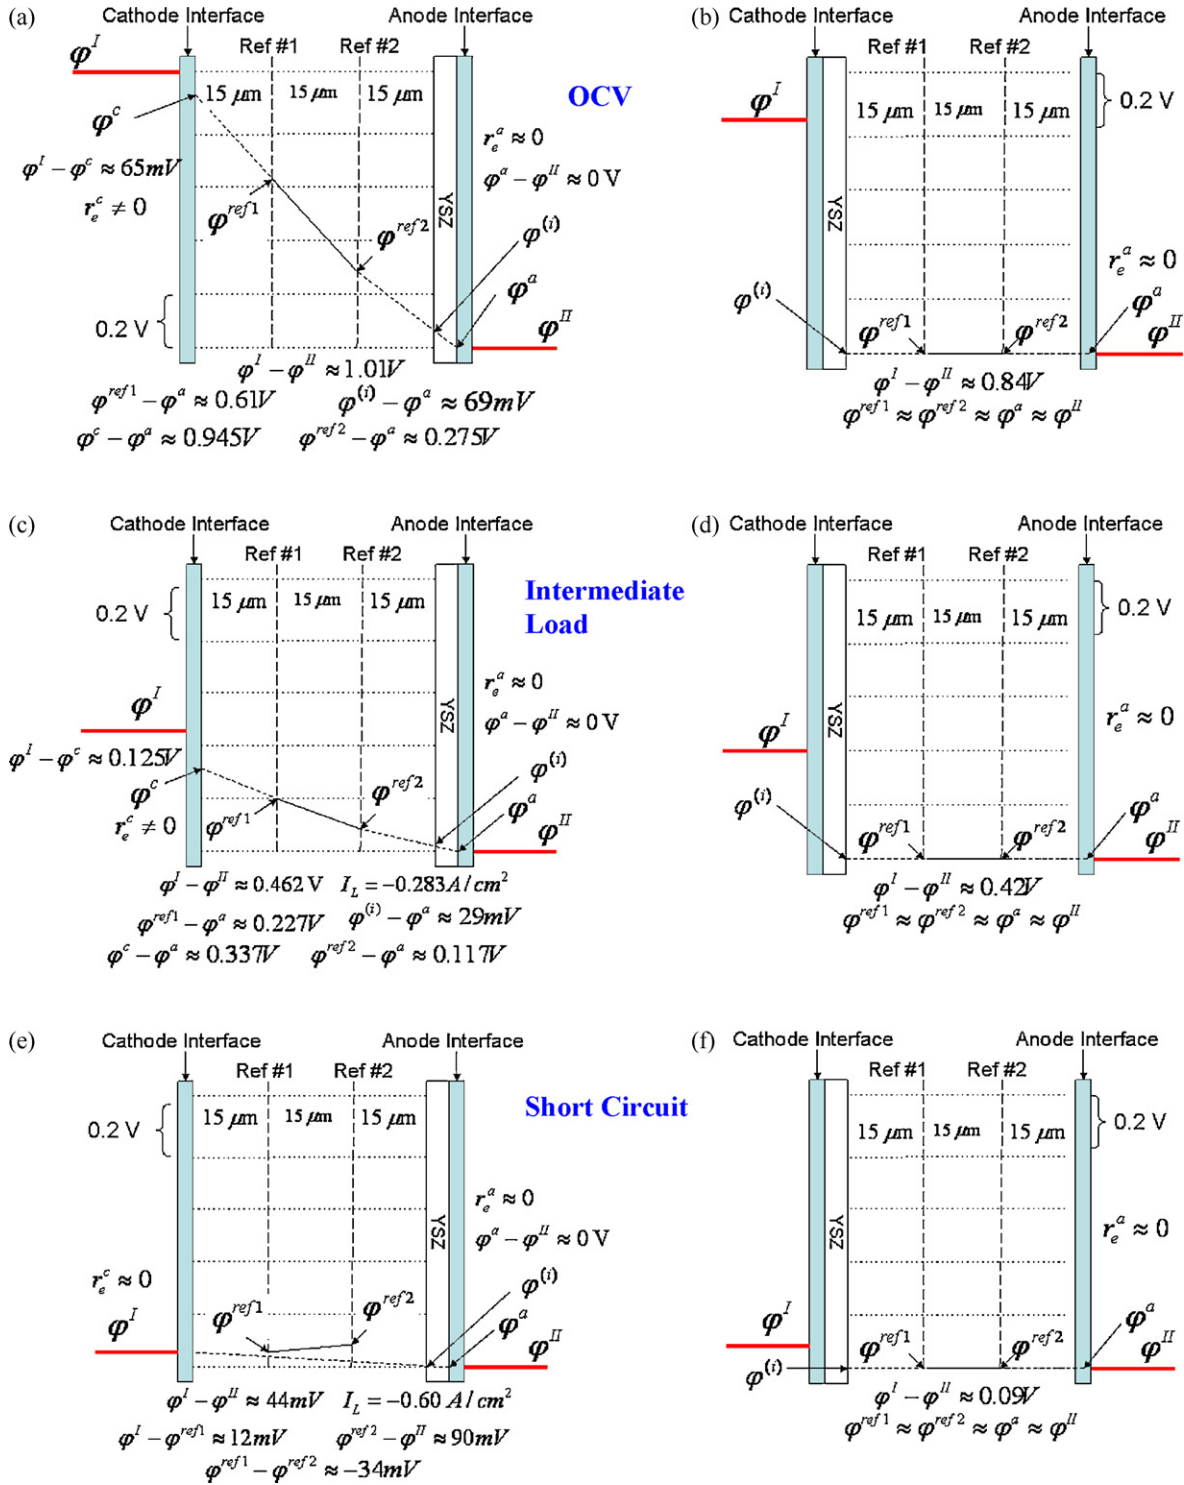 (a)
Cathode Interface
Anode Interface
Ref #1
Ref #2
φ^I
15 μm
15 μm
15 μm
φ^c
φ^I − φ^c ≈ 65mV
r_e^c ≠ 0
φ^ref1
φ^ref2
r_e^a ≈ 0
φ^a − φ^II ≈ 0 V
YSZ
φ^(i)
φ^a
φ^II
0.2 V
φ^I − φ^II ≈ 1.01V
φ^ref1 − φ^a ≈ 0.61V
φ^(i) − φ^a ≈ 69mV
φ^c − φ^a ≈ 0.945V
φ^ref2 − φ^a ≈ 0.275V
OCV
(b)
Cathode Interface
Anode Interface
Ref #1
Ref #2
φ^I
15 μm
15 μm
15 μm
0.2 V
YSZ
r_e^a ≈ 0
φ^(i)
φ^ref1
φ^ref2
φ^a
φ^II
φ^I − φ^II ≈ 0.84V
φ^ref1 ≈ φ^ref2 ≈ φ^a ≈ φ^II
(c)
Cathode Interface
Anode Interface
Ref #1
Ref #2
0.2 V
15 μm
15 μm
15 μm
φ^I
φ^I − φ^c ≈ 0.125V
φ^c
r_e^c ≠ 0
φ^ref1
φ^ref2
r_e^a ≈ 0
φ^a − φ^II ≈ 0 V
YSZ
φ^(i)
φ^a
φ^II
φ^I − φ^II ≈ 0.462 V I_L = −0.283A/cm^2
φ^ref1 − φ^a ≈ 0.227V
φ^(i) − φ^a ≈ 29mV
φ^c − φ^a ≈ 0.337V
φ^ref2 − φ^a ≈ 0.117V
Intermediate
Load
(d)
Cathode Interface
Anode Interface
Ref #1
Ref #2
15 μm
15 μm
15 μm
0.2 V
YSZ
φ^I
r_e^a ≈ 0
φ^(i)
φ^ref1
φ^ref2
φ^a
φ^II
φ^I − φ^II ≈ 0.42V
φ^ref1 ≈ φ^ref2 ≈ φ^a ≈ φ^II
(e)
Cathode Interface
Anode Interface
Ref #1
Ref #2
0.2 V
15 μm
15 μm
15 μm
r_e^c ≈ 0
φ^I
φ^ref1
φ^ref2
YSZ
r_e^a ≈ 0
φ^a − φ^II ≈ 0 V
φ^(i)
φ^a
φ^II
φ^I − φ^II ≈ 44mV I_L = −0.60 A/cm^2
φ^I − φ^ref1 ≈ 12mV
φ^ref2 − φ^II ≈ 90mV
φ^ref1 − φ^ref2 ≈ −34mV
Short Circuit
(f)
Cathode Interface
Anode Interface
Ref #1
Ref #2
15 μm
15 μm
15 μm
0.2 V
YSZ
r_e^a ≈ 0
φ^I
φ^(i)
φ^ref1
φ^ref2
φ^a
φ^II
φ^I − φ^II ≈ 0.09V
φ^ref1 ≈ φ^ref2 ≈ φ^a ≈ φ^II